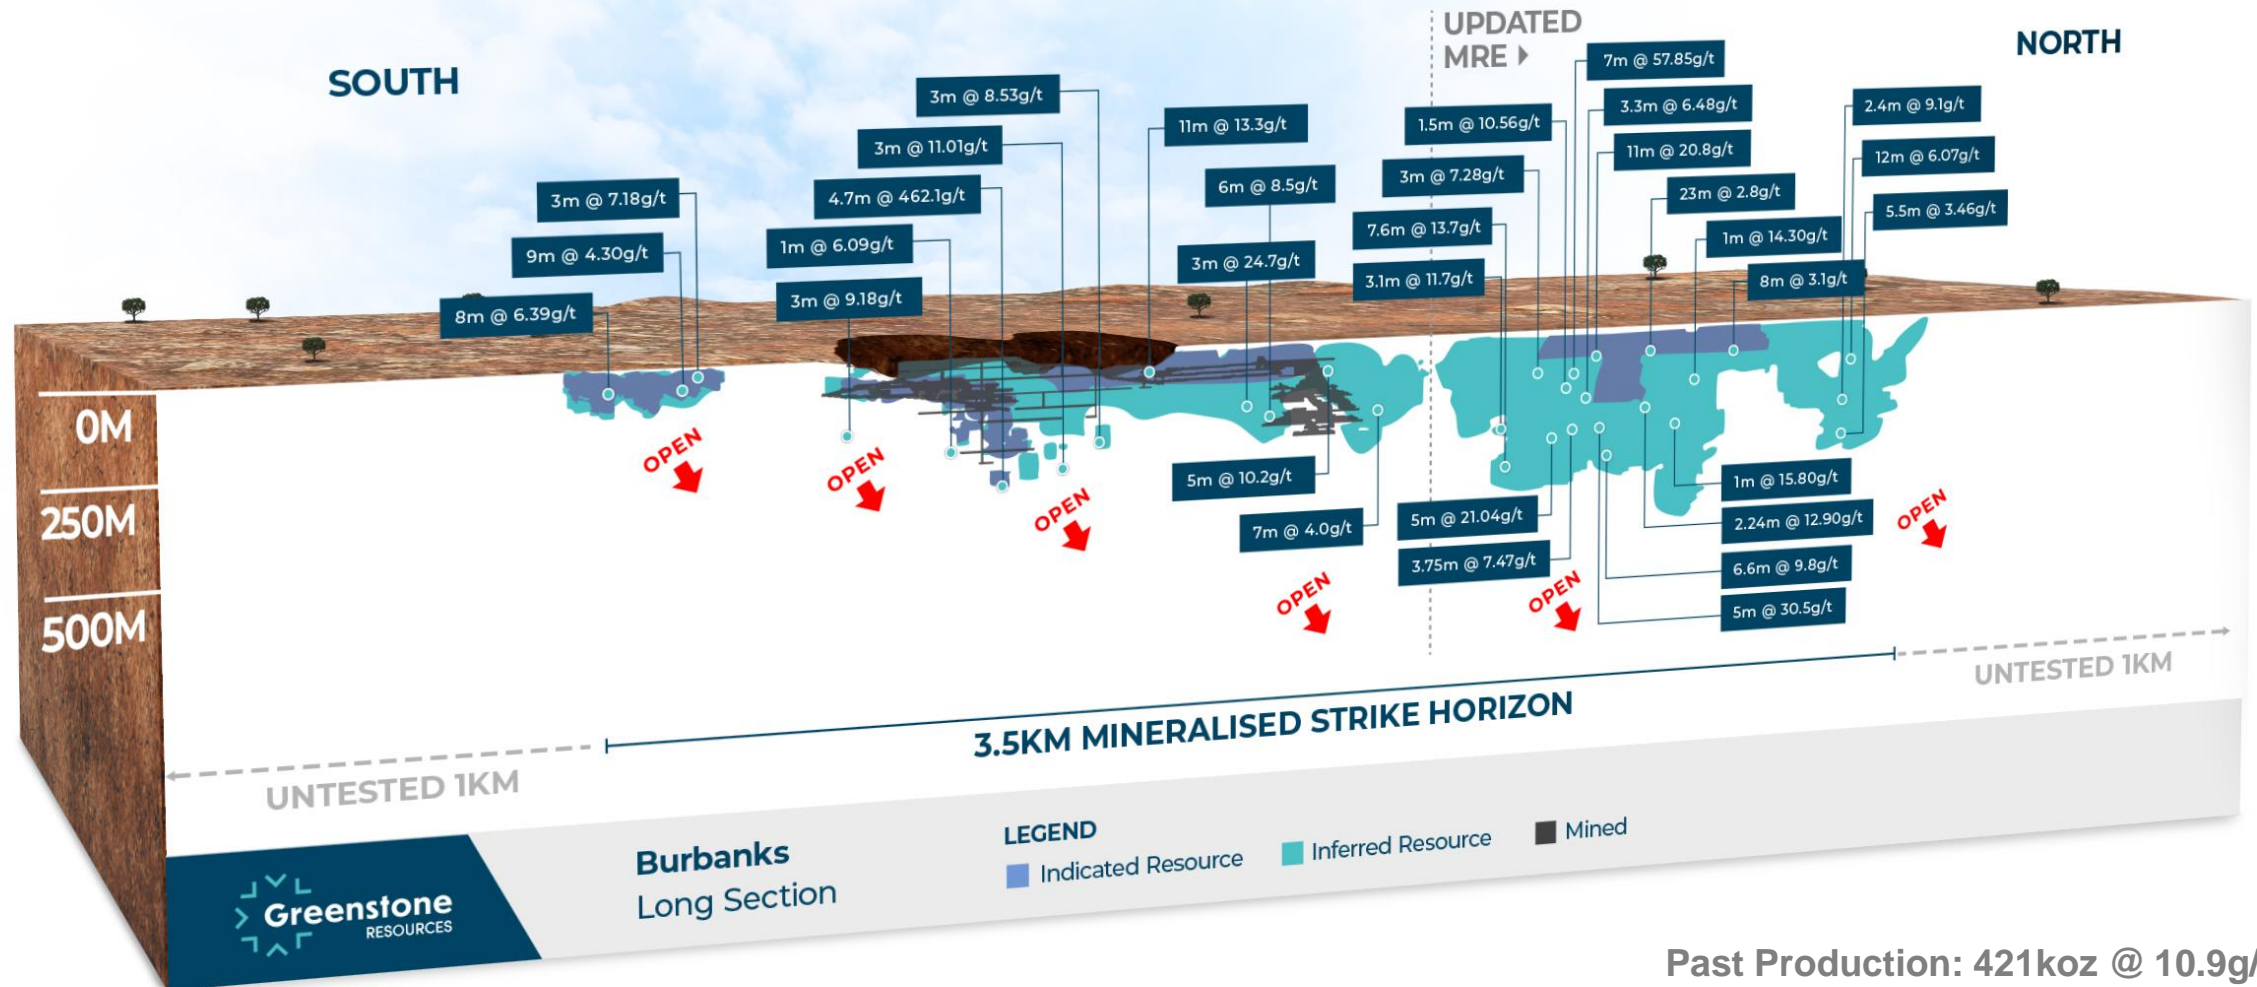 UPDATED
MRE
SOUTH
NORTH
3m @ 8.53g/t
3m @ 11.01g/t
4.7m @ 462.1g/t
1m @ 6.09g/t
3m @ 9.18g/t
3m @ 7.18g/t
9m @ 4.30g/t
8m @ 6.39g/t
11m @ 13.3g/t
6m @ 8.5g/t
3m @ 24.7g/t
7m @ 57.85g/t
3.3m @ 6.48g/t
1.5m @ 10.56g/t
11m @ 20.8g/t
3m @ 7.28g/t
23m @ 2.8g/t
7.6m @ 13.7g/t
1m @ 14.30g/t
3.1m @ 11.7g/t
8m @ 3.1g/t
2.4m @ 9.1g/t
12m @ 6.07g/t
5.5m @ 3.46g/t
0M
250M
500M
OPEN
OPEN
OPEN
OPEN
OPEN
OPEN
5m @ 10.2g/t
7m @ 4.0g/t
5m @ 21.04g/t
3.75m @ 7.47g/t
1m @ 15.80g/t
2.24m @ 12.90g/t
6.6m @ 9.8g/t
5m @ 30.5g/t
UNTESTED 1KM
3.5KM MINERALISED STRIKE HORIZON
UNTESTED 1KM
Greenstone
RESOURCES
Burbanks
Long Section
LEGEND
Indicated Resource
Inferred Resource
Mined
Past Production: 421koz @ 10.9g/